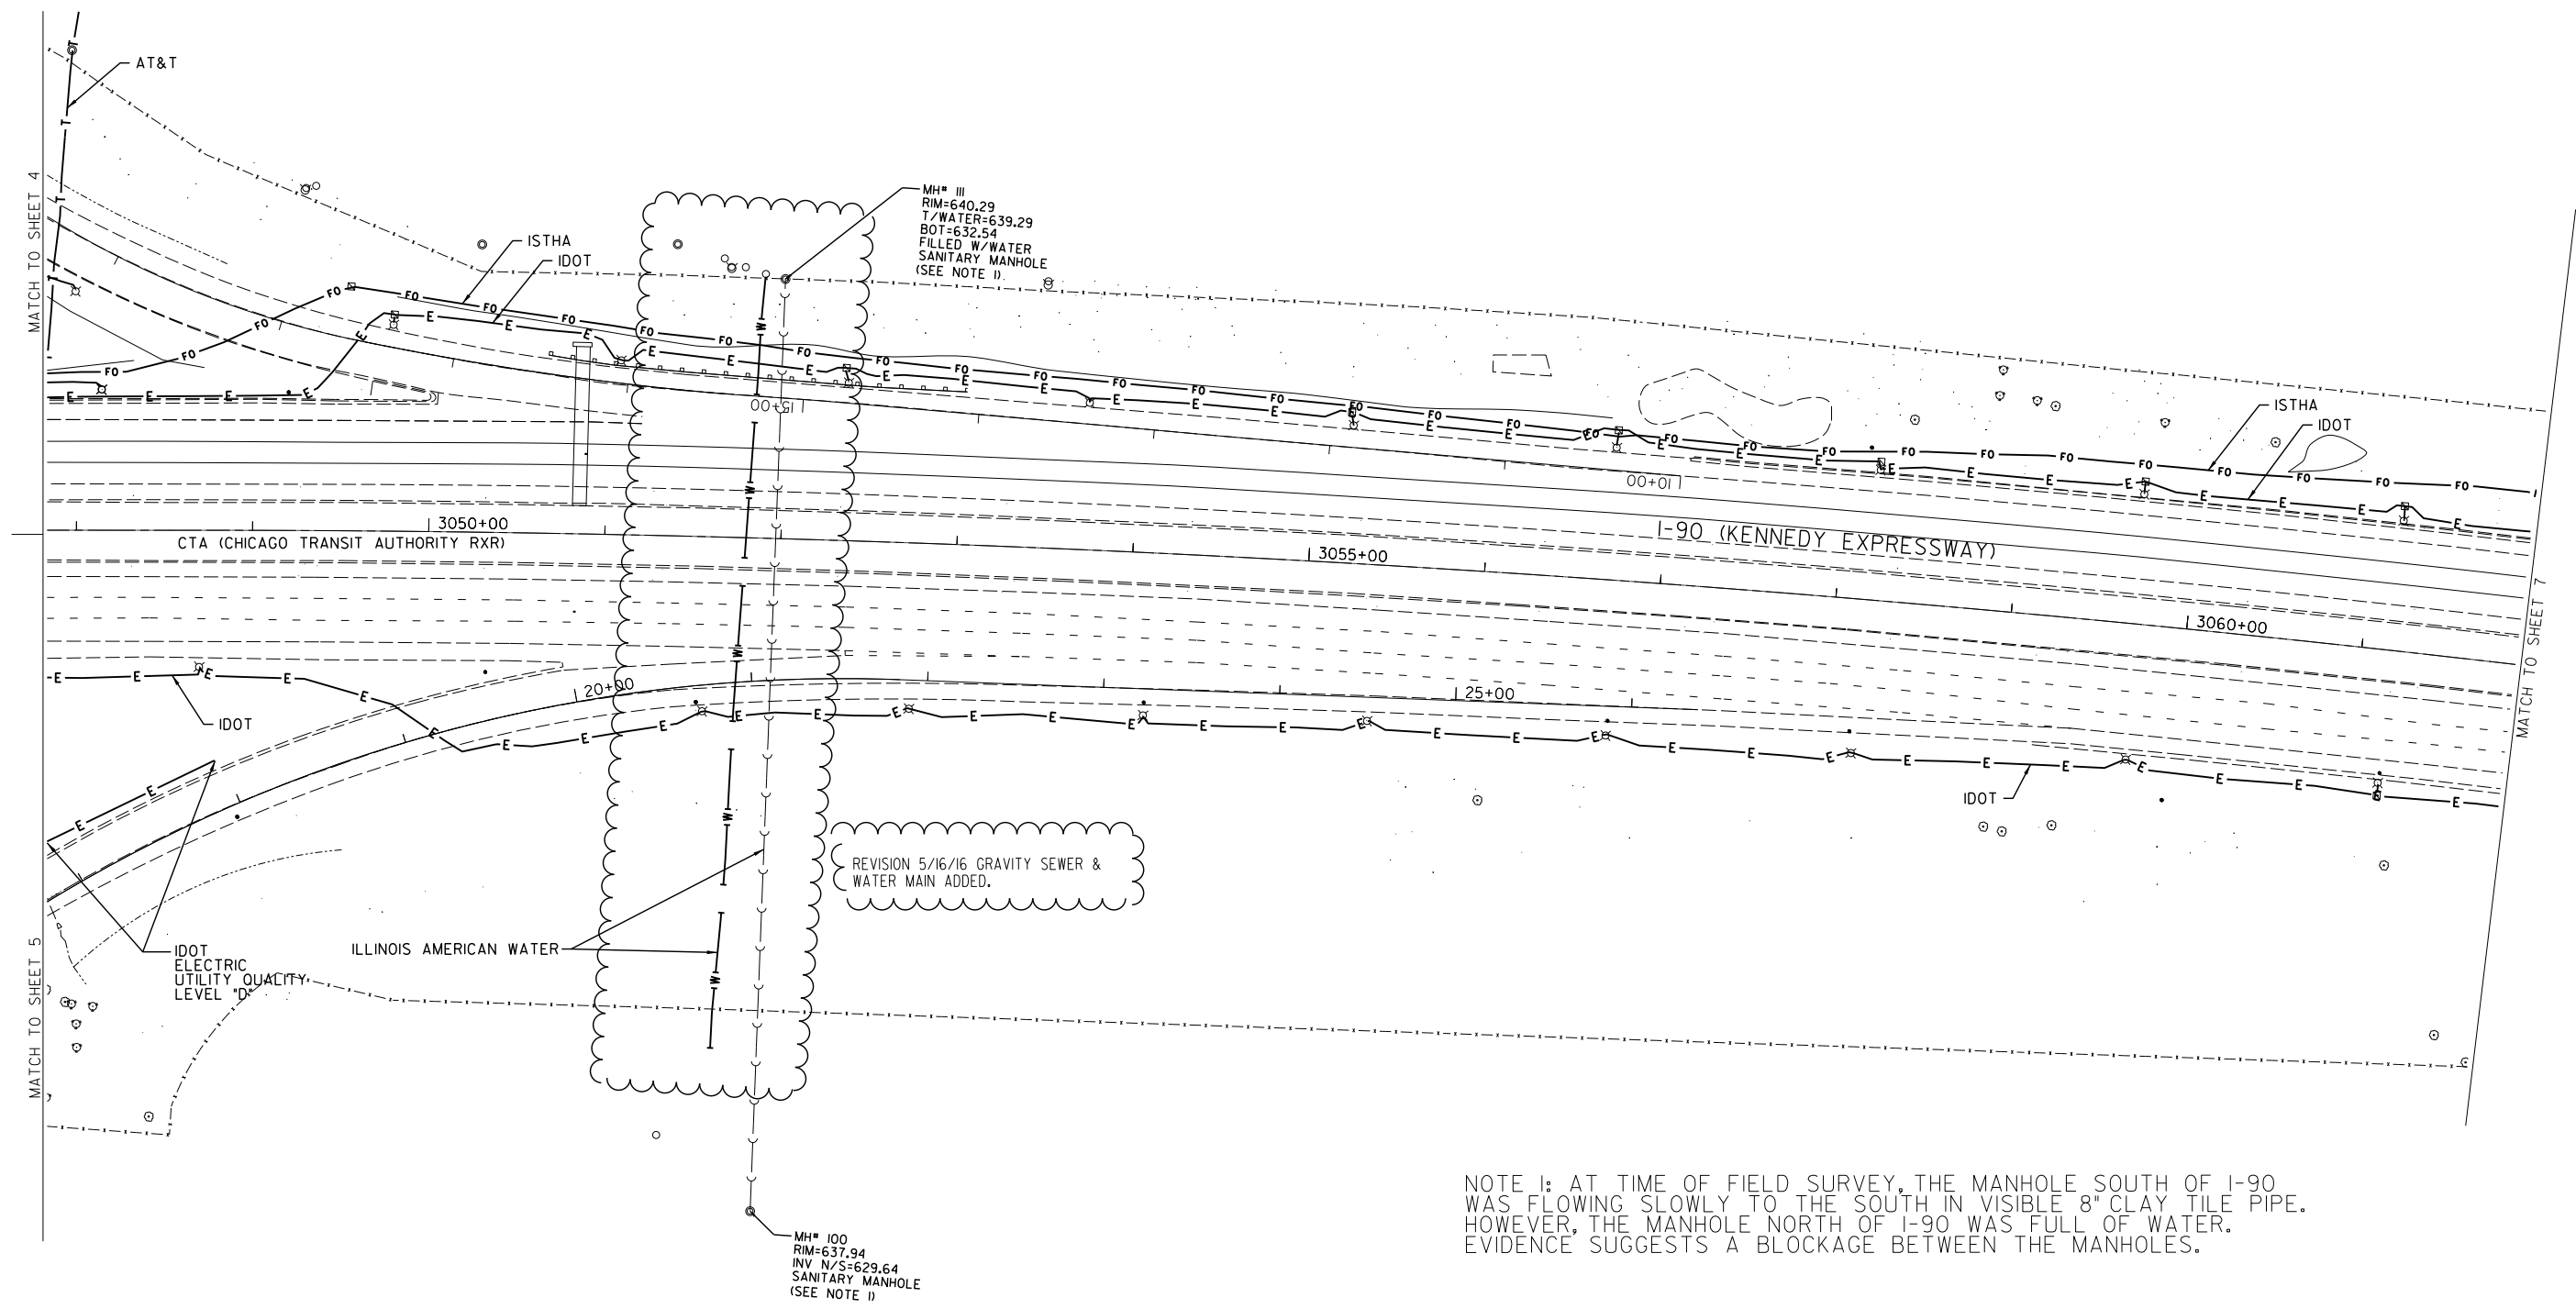 AT&T
MATCH TO SHEET 4
MH# 111
RIM=640.29
T/WATER=639.29
BOT=632.54
FILLED W/WATER
SANITARY MANHOLE
(SEE NOTE 1).
ISTHA
IDOT
115+00
ISTHA
IDOT
110+00
3050+00
CTA (CHICAGO TRANSIT AUTHORITY RXR)
I-90 (KENNEDY EXPRESSWAY)
3055+00
3060+00
MATCH TO SHEET 7
20+00
25+00
IDOT
IDOT
REVISION 5/16/16 GRAVITY SEWER &
WATER MAIN ADDED.
ILLINOIS AMERICAN WATER
IDOT
ELECTRIC
UTILITY QUALITY
LEVEL "D"
MATCH TO SHEET 5
NOTE 1: AT TIME OF FIELD SURVEY, THE MANHOLE SOUTH OF I-90
WAS FLOWING SLOWLY TO THE SOUTH IN VISIBLE 8" CLAY TILE PIPE.
HOWEVER, THE MANHOLE NORTH OF I-90 WAS FULL OF WATER.
EVIDENCE SUGGESTS A BLOCKAGE BETWEEN THE MANHOLES.
MH# 100
RIM=637.94
INV N/S=629.64
SANITARY MANHOLE
(SEE NOTE 1)